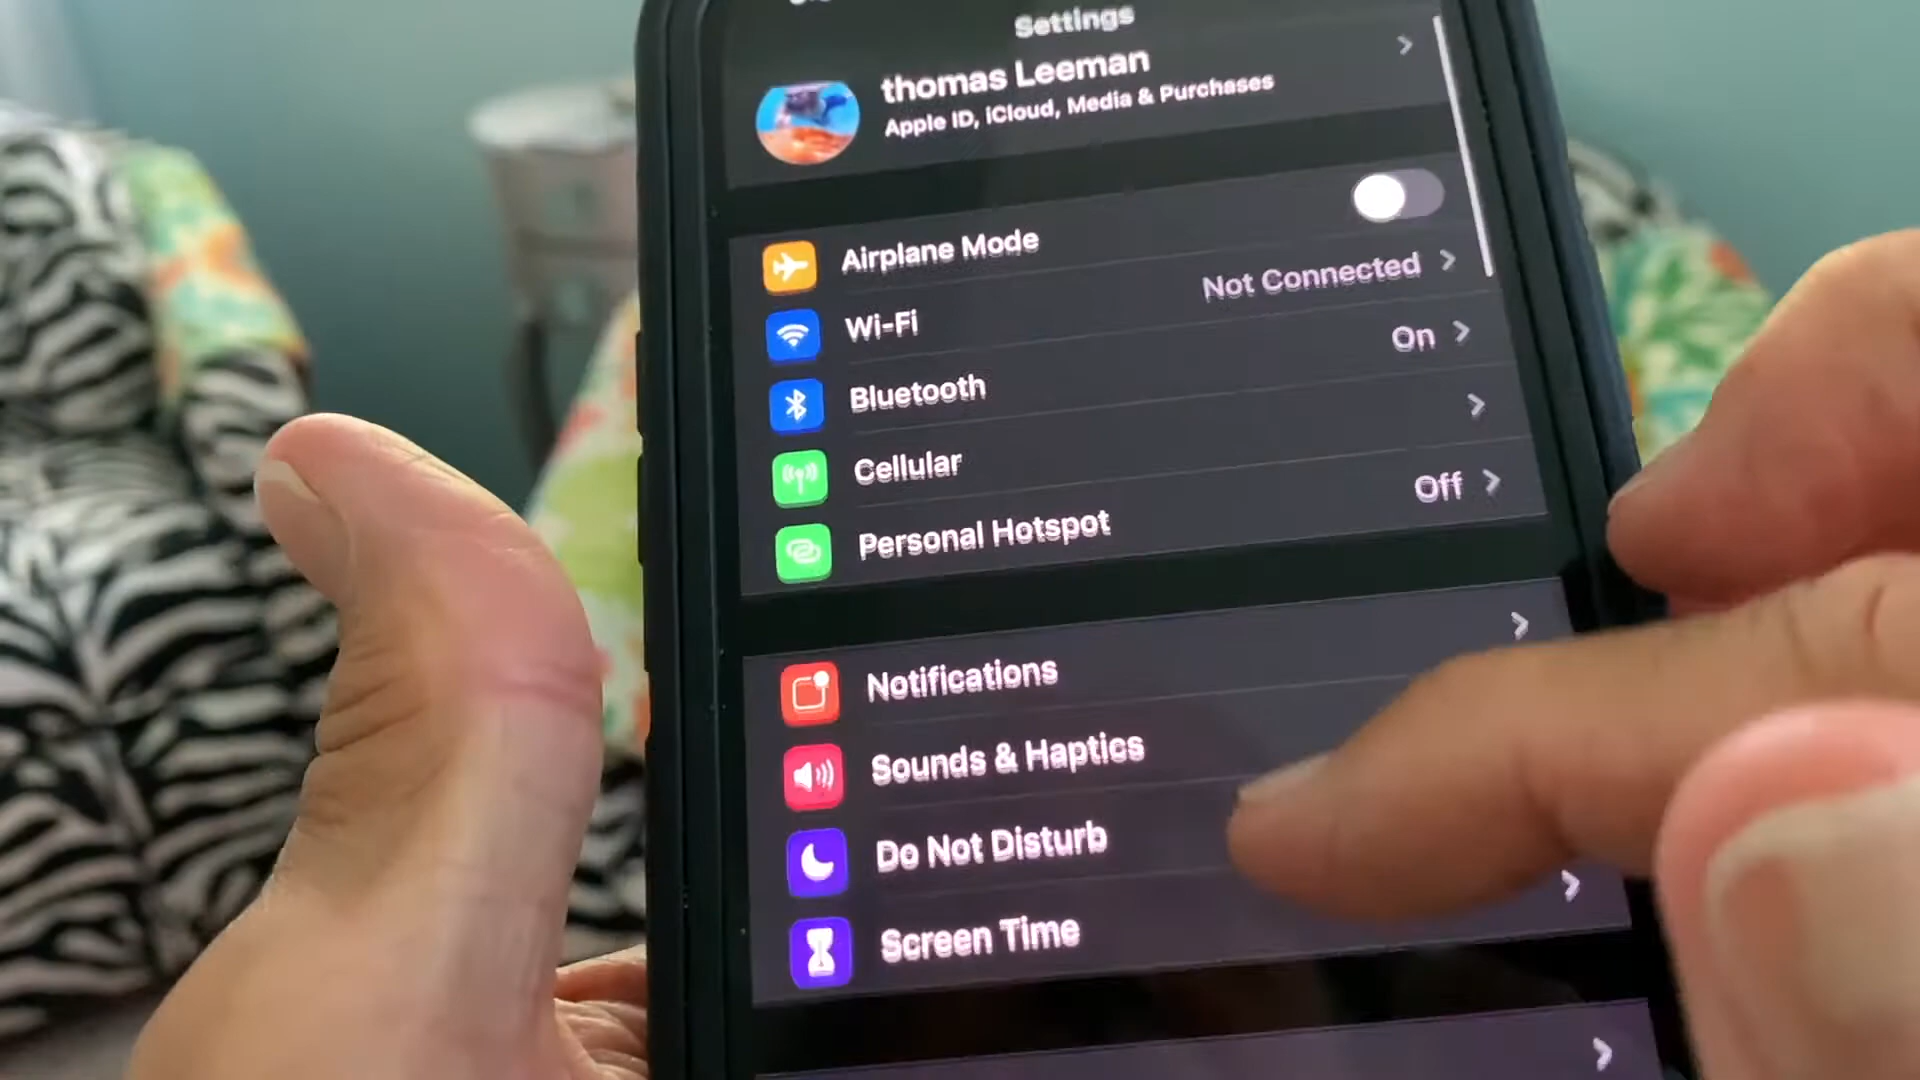 Settings
thomas Leeman
Apple ID, iCloud, Media & Purchases
Airplane Mode
Wi-Fi Not Connected
Bluetooth On
Cellular
Personal Hotspot Off
Notifications
Sounds & Haptics
Do Not Disturb
Screen Time